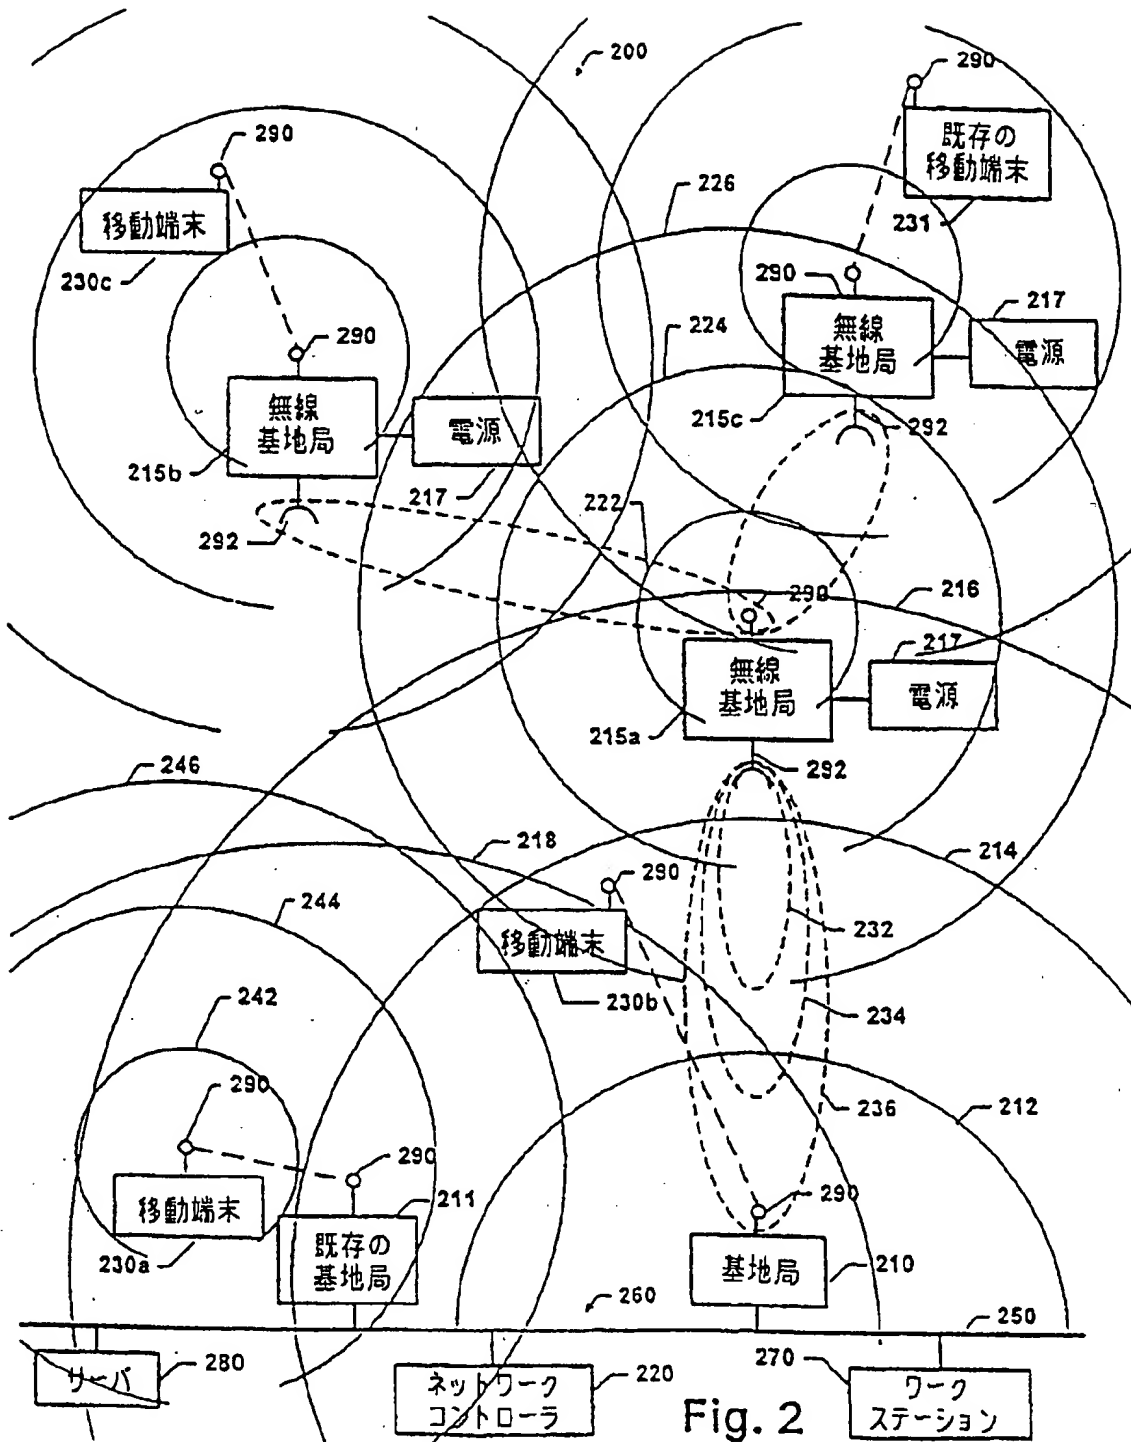 200
290
既存の
移動端末
231
290
移動端末
230c
226
290
217
無線
基地局
電源
215c
292
224
290
無線
基地局
電源
215b
217
292
222
290
216
217
無線
基地局
電源
215a
292
246
218
214
290
244
移動端末
230b
232
234
242
236
212
290
290
290
移動端末
230a
211
既存の
基地局
基地局
210
260
250
サーバ
280
ネットワーク
コントローラ
220
270
ワーク
ステーション
Fig. 2